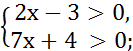 2x − 3 > 0,
7x + 4 > 0;